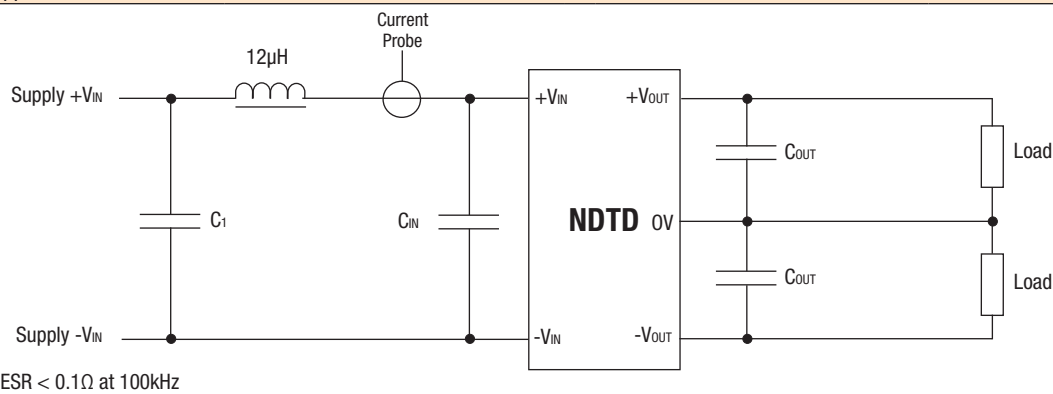 Current
Probe
12µH
Supply +VIN
+VIN
+VOUT
COUT
Load
C1
CIN
NDTD
0V
COUT
Load
Supply -VIN
-VIN
-VOUT
ESR < 0.1Ω at 100kHz